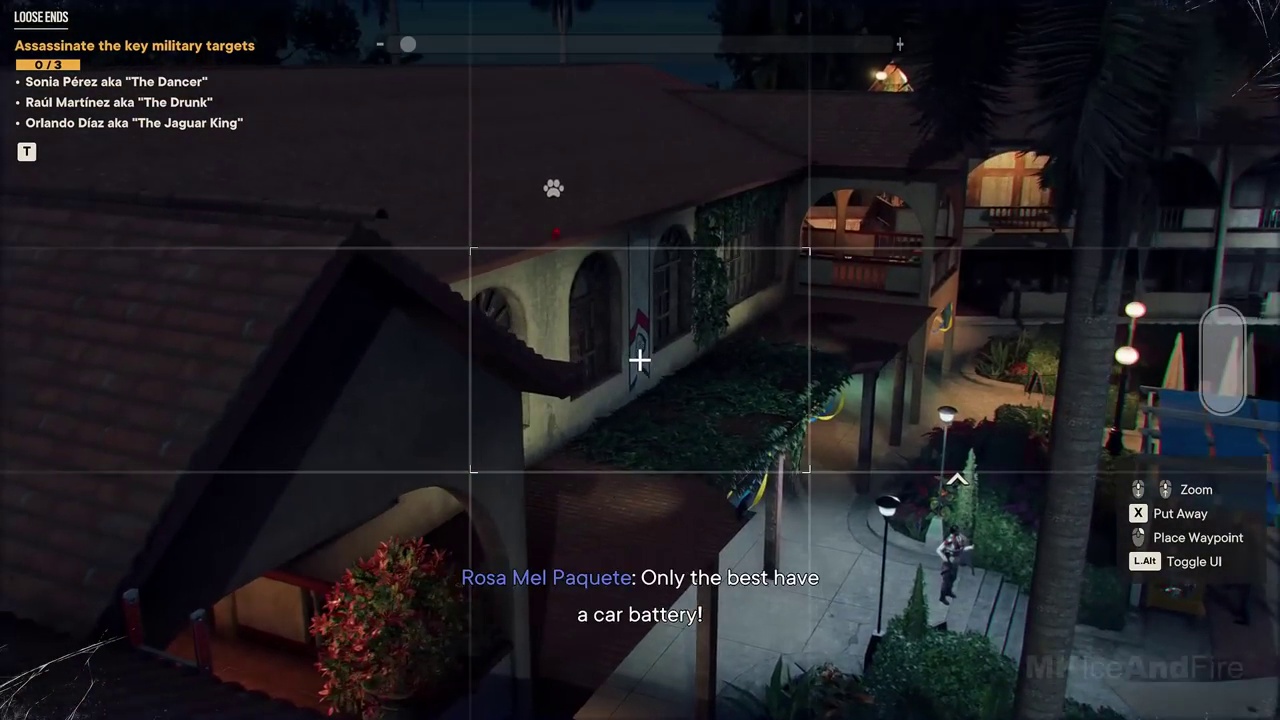 LOOSE ENDS
Assassinate the key military targets
0 / 3
• Sonia Pérez aka "The Dancer"
• Raúl Martínez aka "The Drunk"
• Orlando Díaz aka "The Jaguar King"
T
- +
Zoom
X Put Away
Place Waypoint
L.Alt Toggle UI
Rosa Mel Paquete: Only the best have
a car battery!
MKIceAndFire